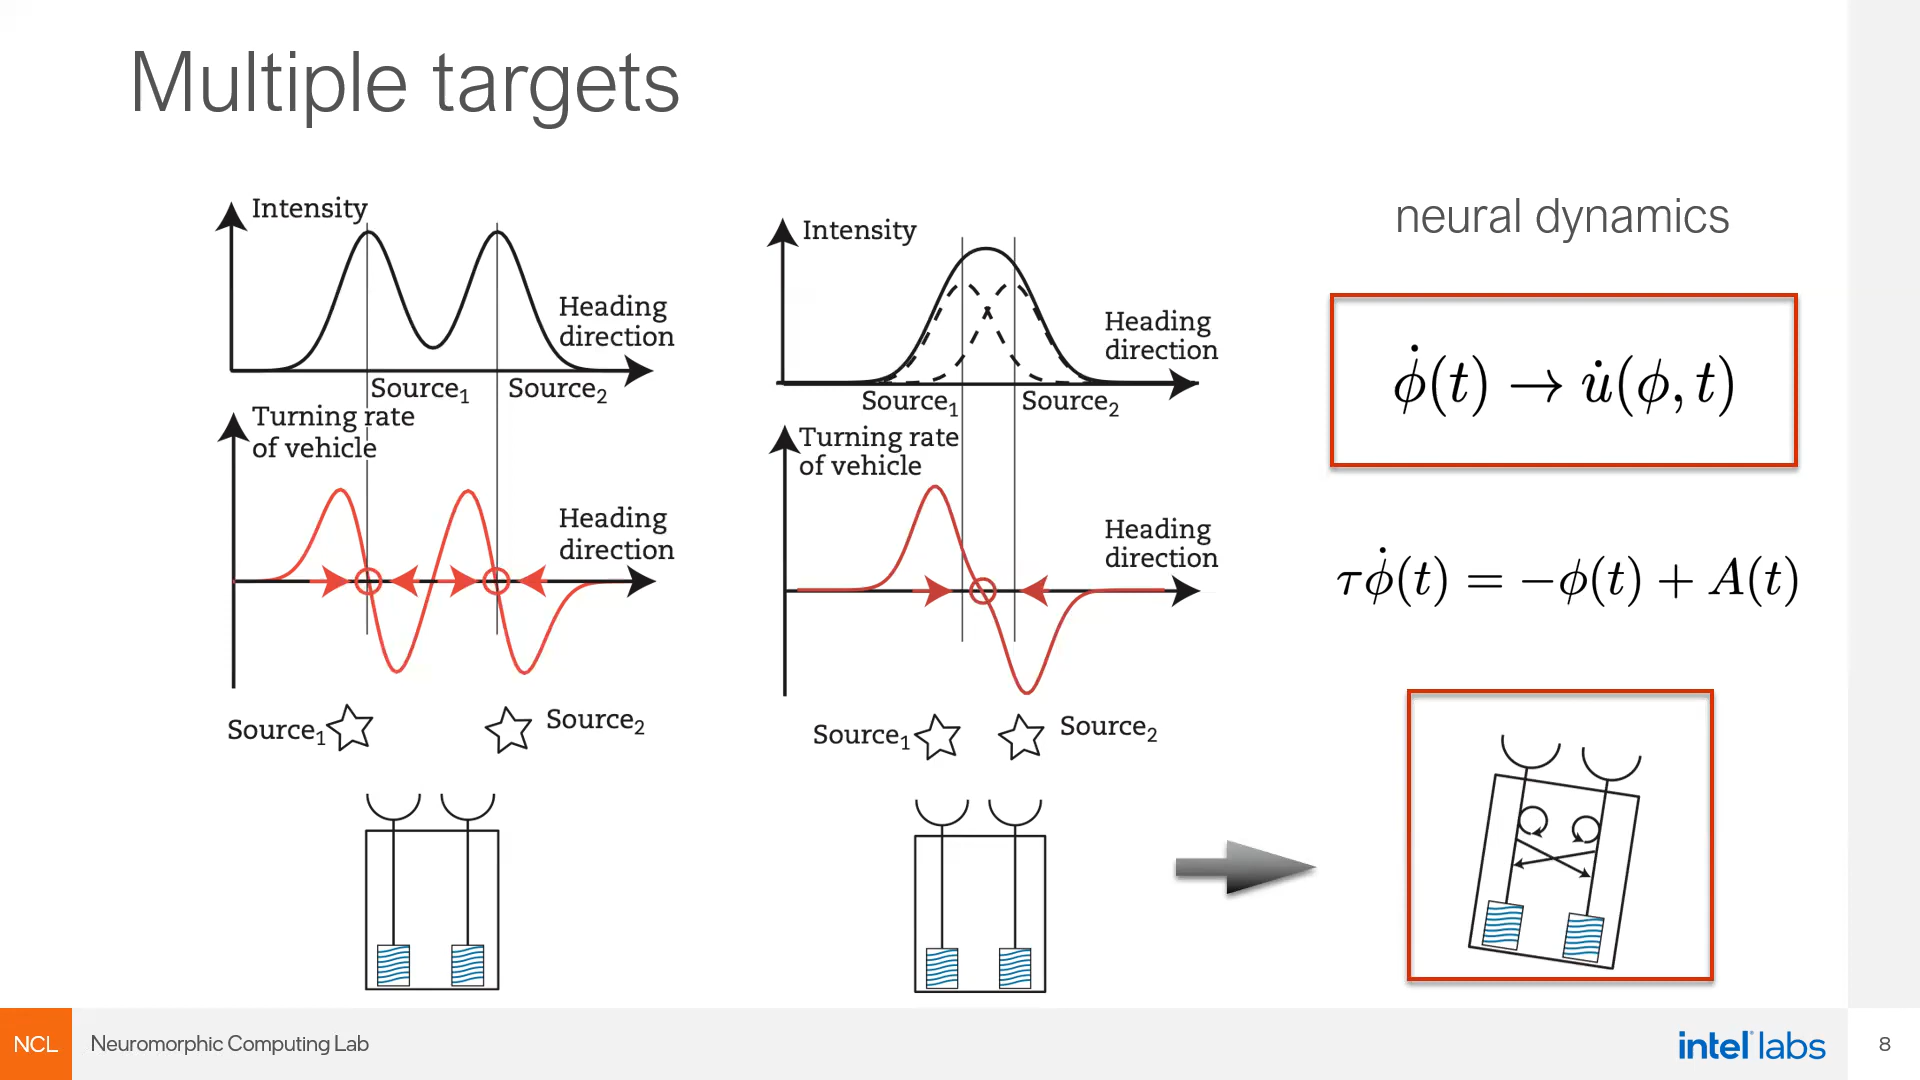 Multiple targets
Intensity
Heading
direction
Source₁
Source₂
Turning rate
of vehicle
Heading
direction
Source₁
Source₂
Intensity
Heading
direction
Source₁
Source₂
Turning rate
of vehicle
Heading
direction
Source₁
Source₂
neural dynamics
ϕ̇(t) → u̇(ϕ, t)
τϕ̇(t) = −ϕ(t) + A(t)
NCL
Neuromorphic Computing Lab
intel labs
8